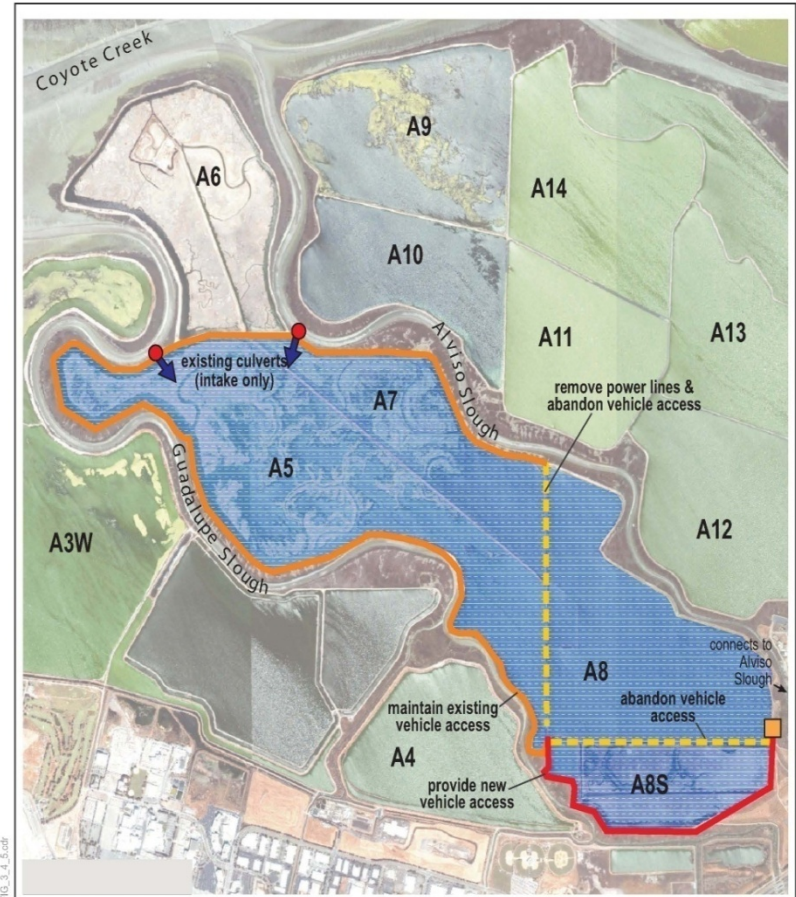 Coyote Creek
A9
A6
A14
A10
A13
Alviso Slough
A11
existing culverts
(intake only)
remove power lines &
abandon vehicle access
A7
A5
Guadalupe Slough
A3W
A12
connects to
Alviso
Slough
A8
abandon vehicle
access
maintain existing
vehicle access
A4
provide new
vehicle access
A8S
IG_3_4_5.cdr